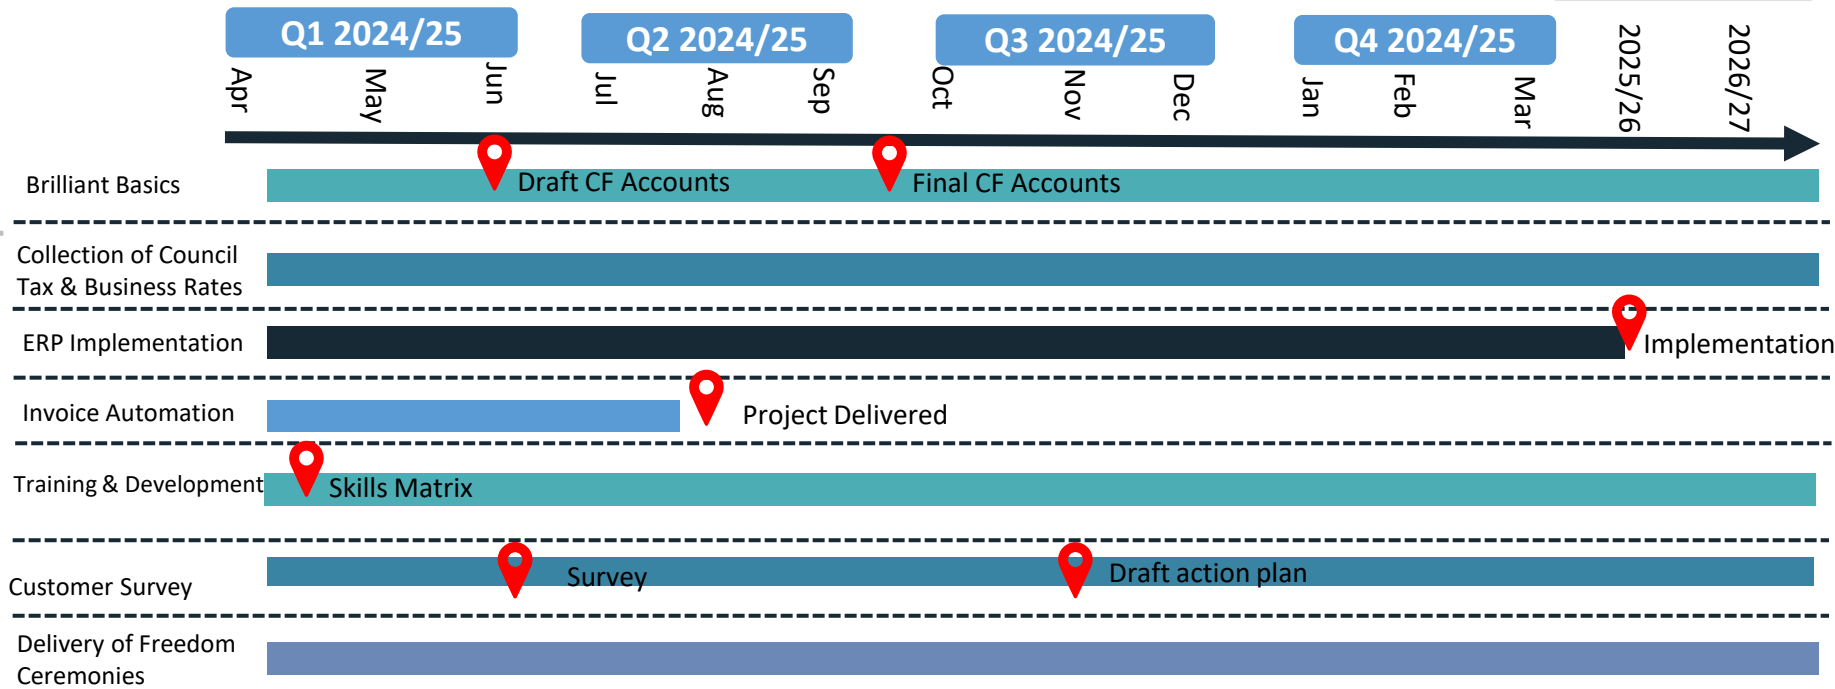 Q1 2024/25
Q2 2024/25
Q3 2024/25
Q4 2024/25
Apr
May
Jun
Jul
Aug
Sep
Oct
Nov
Dec
Jan
Feb
Mar
2025/26
2026/27
Brilliant Basics
Draft CF Accounts
Final CF Accounts
Collection of Council
Tax & Business Rates
ERP Implementation
Implementation
Invoice Automation
Project Delivered
Training & Development
Skills Matrix
Customer Survey
Survey
Draft action plan
Delivery of Freedom
Ceremonies